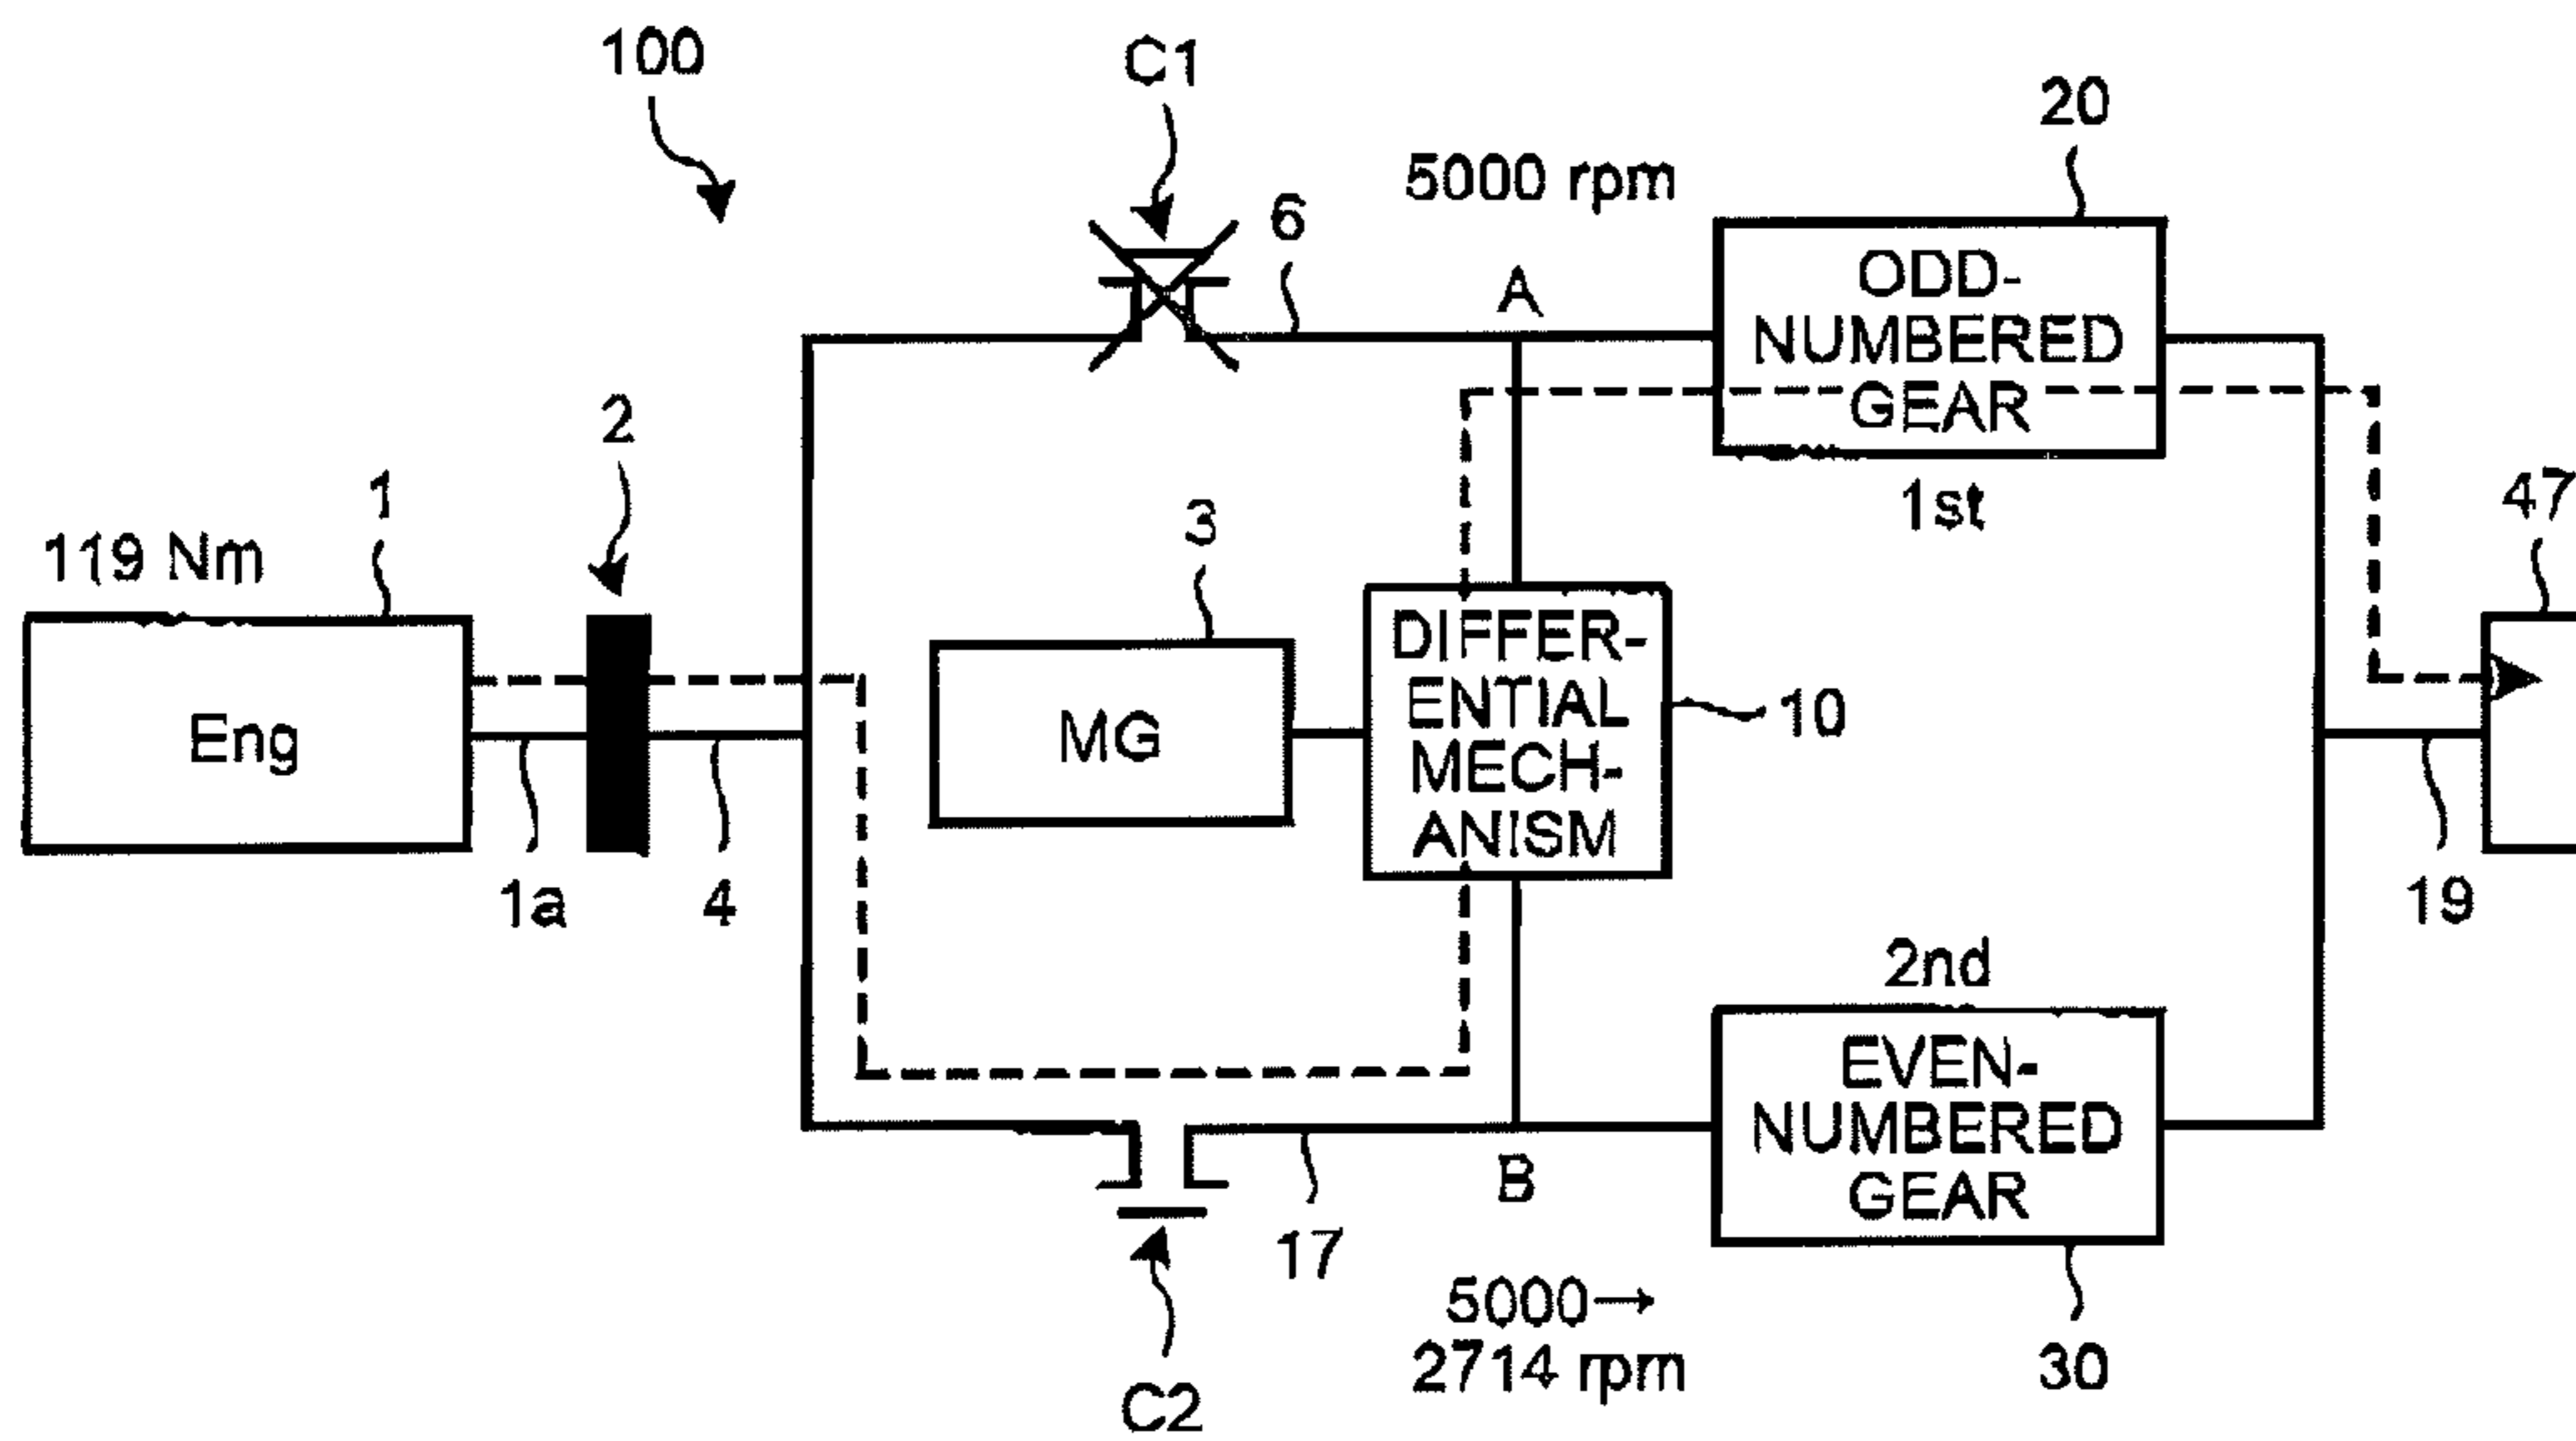 100
C1
20
5000 rpm
6
A
ODD-
NUMBERED
GEAR
1st
2
1
119 Nm
3
47
Eng
MG
DIFFER-
ENTIAL
MECH-
ANISM
10
1a
4
19
2nd
EVEN-
NUMBERED
GEAR
B
17
5000→
2714 rpm
30
C2